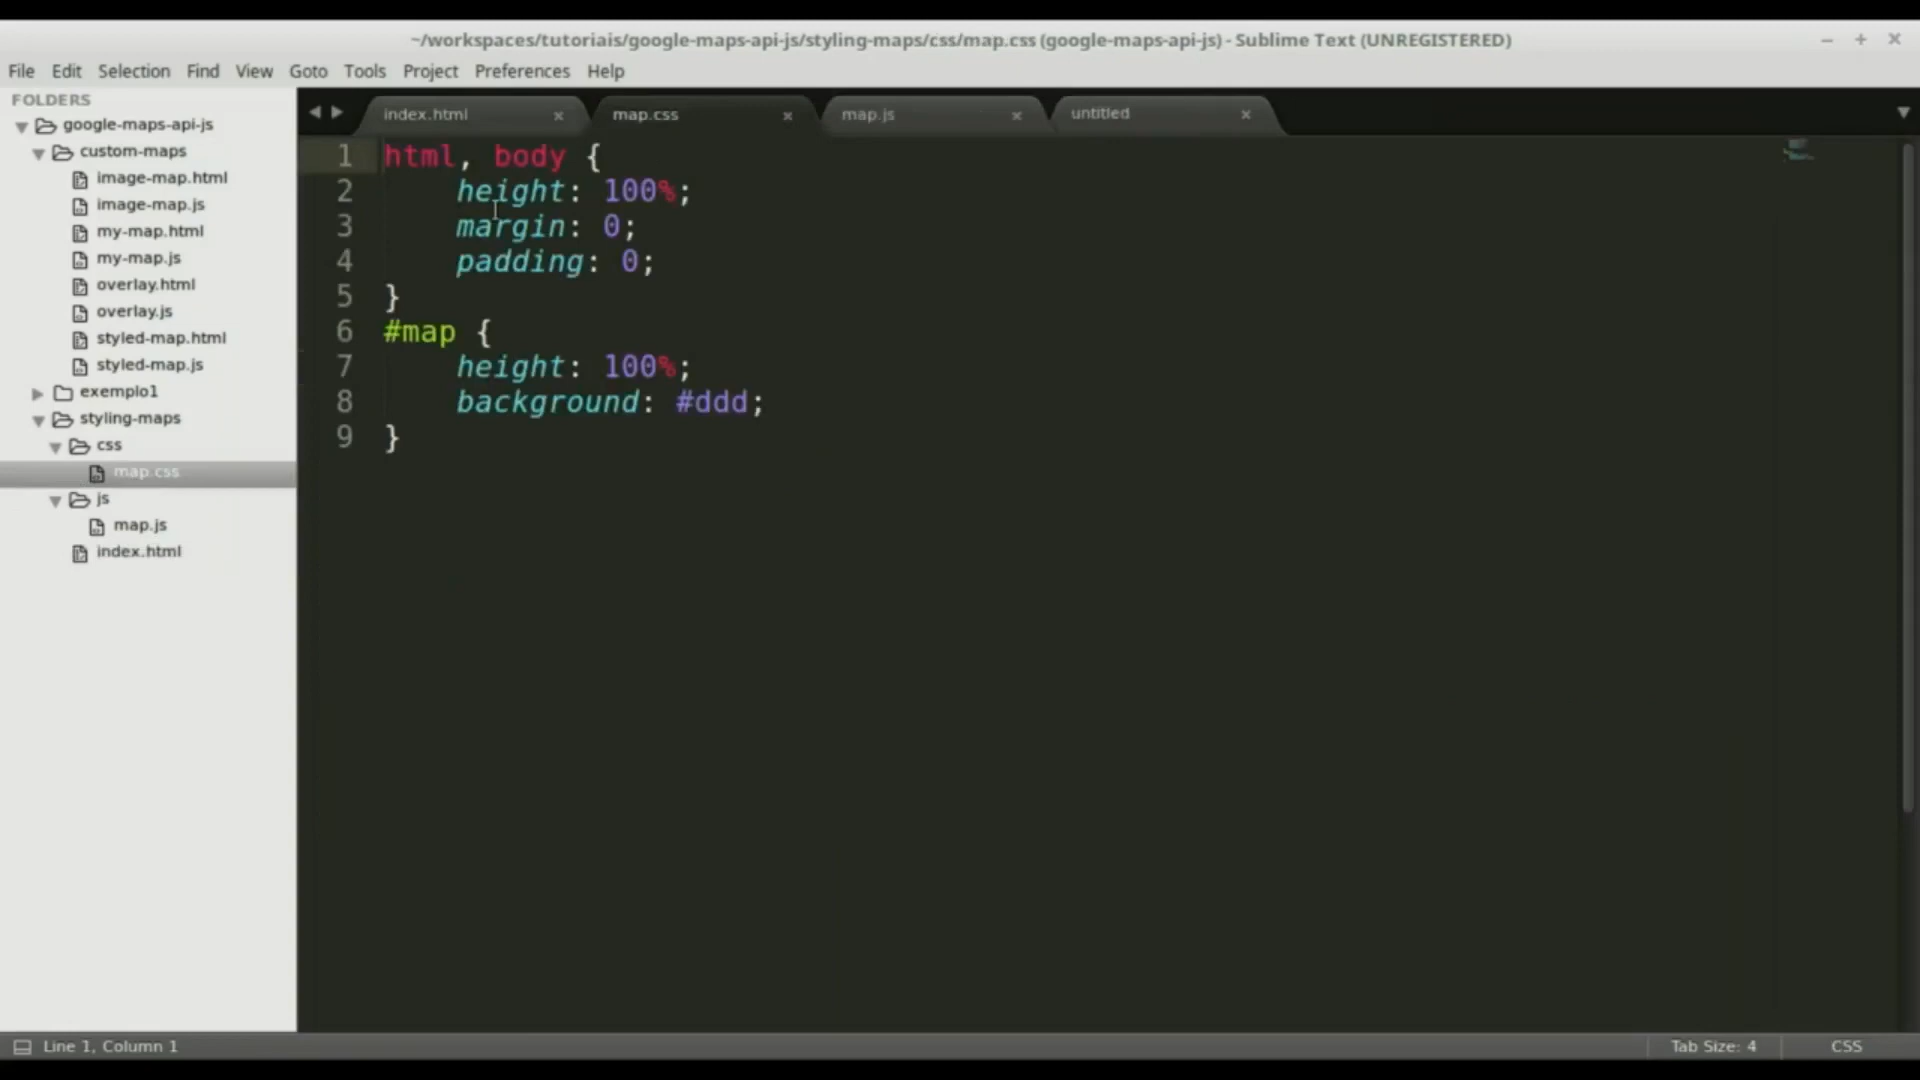 ~/workspaces/tutoriais/google-maps-api-js/styling-maps/css/map.css (google-maps-api-js) - Sublime Text (UNREGISTERED)
File Edit Selection Find View Goto Tools Project Preferences Help
FOLDERS
google-maps-api-js
custom-maps
image-map.html
image-map.js
my-map.html
my-map.js
overlay.html
overlay.js
styled-map.html
styled-map.js
exemplo1
styling-maps
css
map.css
js
map.js
index.html
index.html map.css map.js untitled
1 html, body {
2 height: 100%;
3 margin: 0;
4 padding: 0;
5 }
6 #map {
7 height: 100%;
8 background: #ddd;
9 }
Line 1, Column 1 Tab Size: 4 CSS